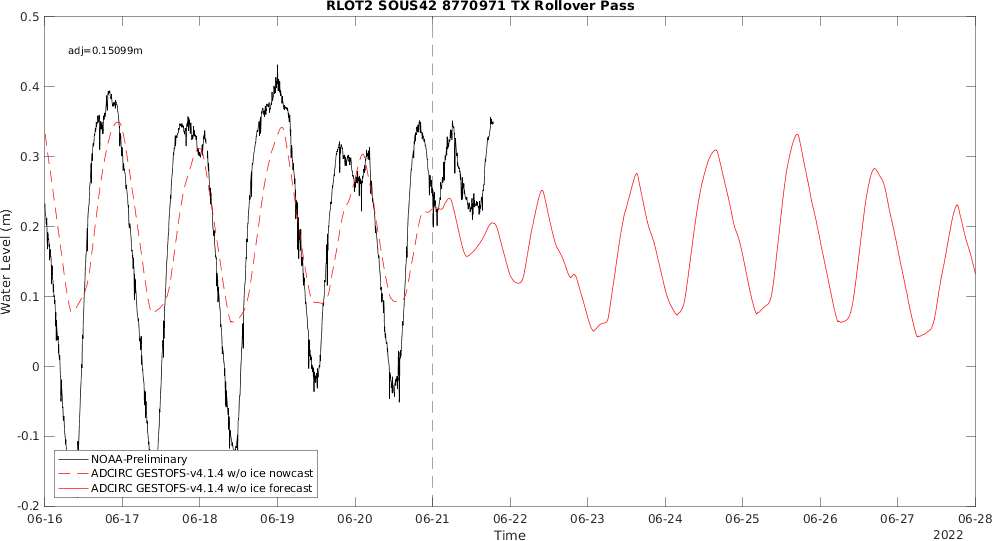 RLOT2 SOUS42 8770971 TX Rollover Pass
adj=0.15099m
0.5
0.4
0.3
0.2
0.1
0
-0.1
-0.2
Water Level (m)
NOAA-Preliminary
ADCIRC GESTOFS-v4.1.4 w/o ice nowcast
ADCIRC GESTOFS-v4.1.4 w/o ice forecast
06-16 06-17 06-18 06-19 06-20 06-21 06-22 06-23 06-24 06-25 06-26 06-27 06-28
Time
2022